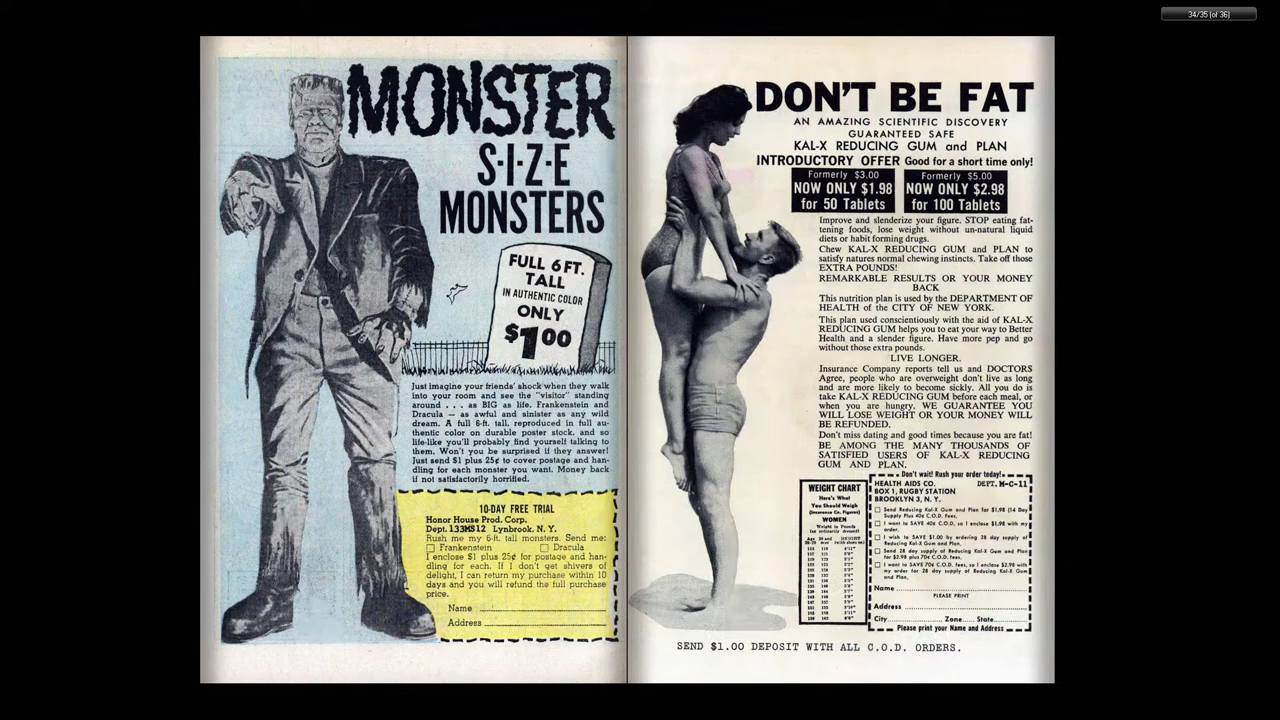 34/35 (of 36)
MONSTER
S·I·Z·E
MONSTERS
FULL 6 FT.
TALL
IN AUTHENTIC COLOR
ONLY
$1.00
Just imagine your friends' shock when they walk
into your room and see the "visitor" standing
around . . . as BIG as life. Frankenstein and
Dracula — as awful and sinister as any wild
dream. A full 6-ft. tall, reproduced in full au-
thentic color on durable poster stock, and so
life-like you'll probably find yourself talking to
them. Won't you be surprised if they answer!
Just send $1 plus 25¢ to cover postage and han-
dling for each monster you want. Money back
if not satisfactorily horrified.
10-DAY FREE TRIAL
Honor House Prod. Corp.
Dept. 133MS12 Lynbrook, N. Y.
Rush me my 6-ft. tall monsters. Send me:
Frankenstein Dracula
I enclose $1 plus 25¢ for postage and han-
dling for each. If I don't get shivers of
delight, I can return my purchase within 10
days and you will refund the full purchase
price.
Name
Address
DON'T BE FAT
AN AMAZING SCIENTIFIC DISCOVERY
GUARANTEED SAFE
KAL-X REDUCING GUM and PLAN
INTRODUCTORY OFFER Good for a short time only!
Formerly $3.00
NOW ONLY $1.98
for 50 Tablets
Formerly $5.00
NOW ONLY $2.98
for 100 Tablets
Improve and slenderize your figure. STOP eating fat-
tening foods, lose weight without un-natural liquid
diets or habit forming drugs.
Chew KAL-X REDUCING GUM and PLAN to
satisfy natures normal chewing instincts. Take off those
EXTRA POUNDS!
REMARKABLE RESULTS OR YOUR MONEY
BACK
This nutrition plan is used by the DEPARTMENT OF
HEALTH of the CITY OF NEW YORK.
This plan used conscientiously with the aid of KAL-X
REDUCING GUM helps you to eat your way to Better
Health and a slender figure. Have more pep and go
without those extra pounds.
LIVE LONGER.
Insurance Company reports tell us and DOCTORS
Agree, people who are overweight don't live as long
and are more likely to become sickly. All you do is
take KAL-X REDUCING GUM before each meal, or
when you are hungry. WE GUARANTEE YOU
WILL LOSE WEIGHT OR YOUR MONEY WILL
BE REFUNDED.
Don't miss dating and good times because you are fat!
BE AMONG THE MANY THOUSANDS OF
SATISFIED USERS OF KAL-X REDUCING
GUM AND PLAN.
WEIGHT CHART
Here's What
You Should Weigh
(Insurance Co. Figures)
WOMEN
Weight in Pounds
Don't wait! Rush your order today!
HEALTH AIDS CO. DEPT. M-C-11
BOX 1, RUGBY STATION
BROOKLYN 3, N. Y.
Send Reducing Kal-X Gum and Plan for $1.98 (14 Day
Supply Plus 40¢ C.O.D. Fees.
I want to SAVE 40¢ C.O.D. so I enclose $1.98 with my
order.
I wish to SAVE $1.00 by ordering 28 day supply of
Reducing Kal-X Gum and Plan.
Send 28 day supply of Reducing Kal-X Gum and Plan
for $2.98 plus 70¢ C.O.D. fees.
I want to SAVE 70¢ C.O.D. fees, so I enclose $2.98 with
my order for 28 day supply of Reducing Kal-X Gum
and Plan.
Name
PLEASE PRINT
Address
City Zone State
Please print your Name and Address
SEND $1.00 DEPOSIT WITH ALL C.O.D. ORDERS.